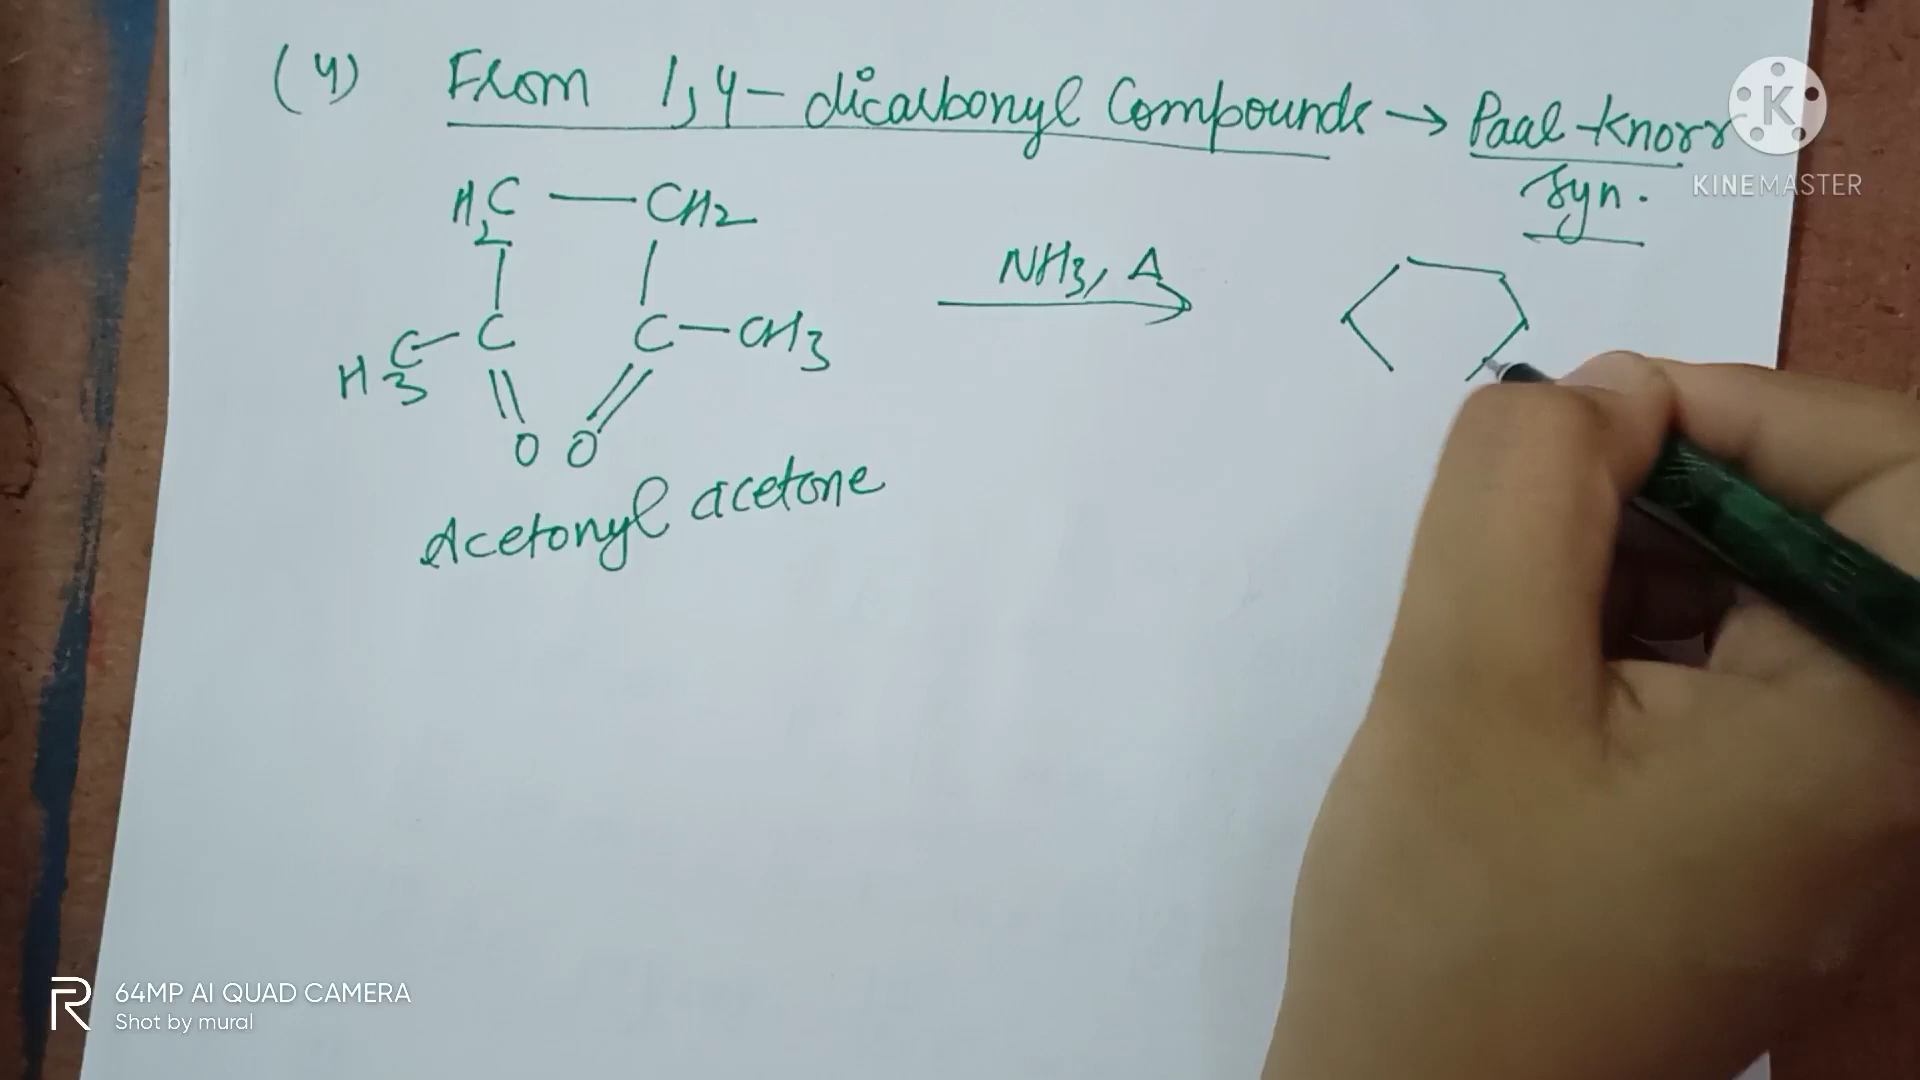 (4) From 1,4-dicarbonyl Compounds → Paal-Knorr
Syn.
K
KINEMASTER
H2C — CH2
NH3, Δ
H3C-C C-CH3
O O
Acetonyl acetone
R
64MP AI QUAD CAMERA
Shot by mural